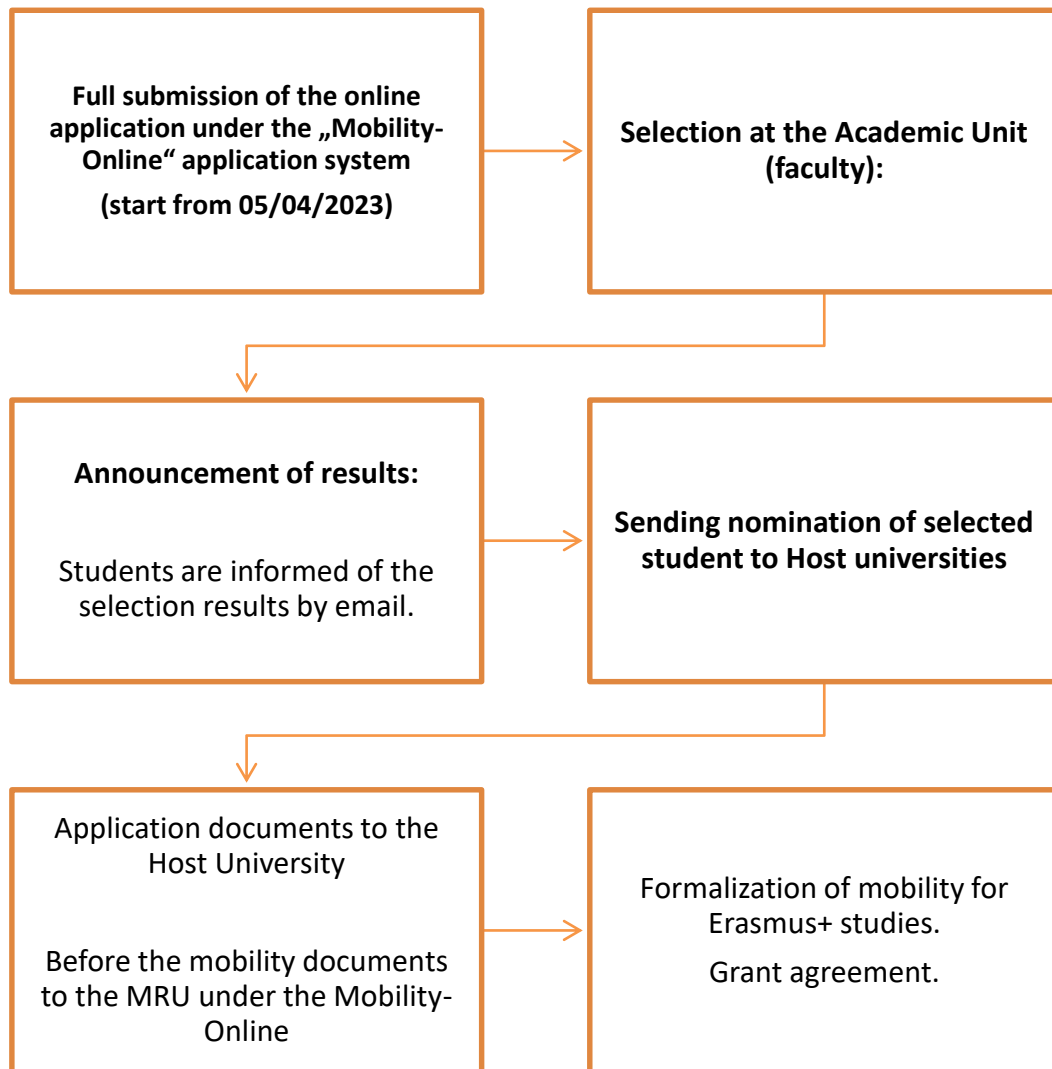 Full submission of the online
application under the „Mobility-
Online“ application system
(start from 05/04/2023)
Selection at the Academic Unit
(faculty):
Announcement of results:
Students are informed of the
selection results by email.
Sending nomination of selected
student to Host universities
Application documents to the
Host University
Before the mobility documents
to the MRU under the Mobility-
Online
Formalization of mobility for
Erasmus+ studies.
Grant agreement.